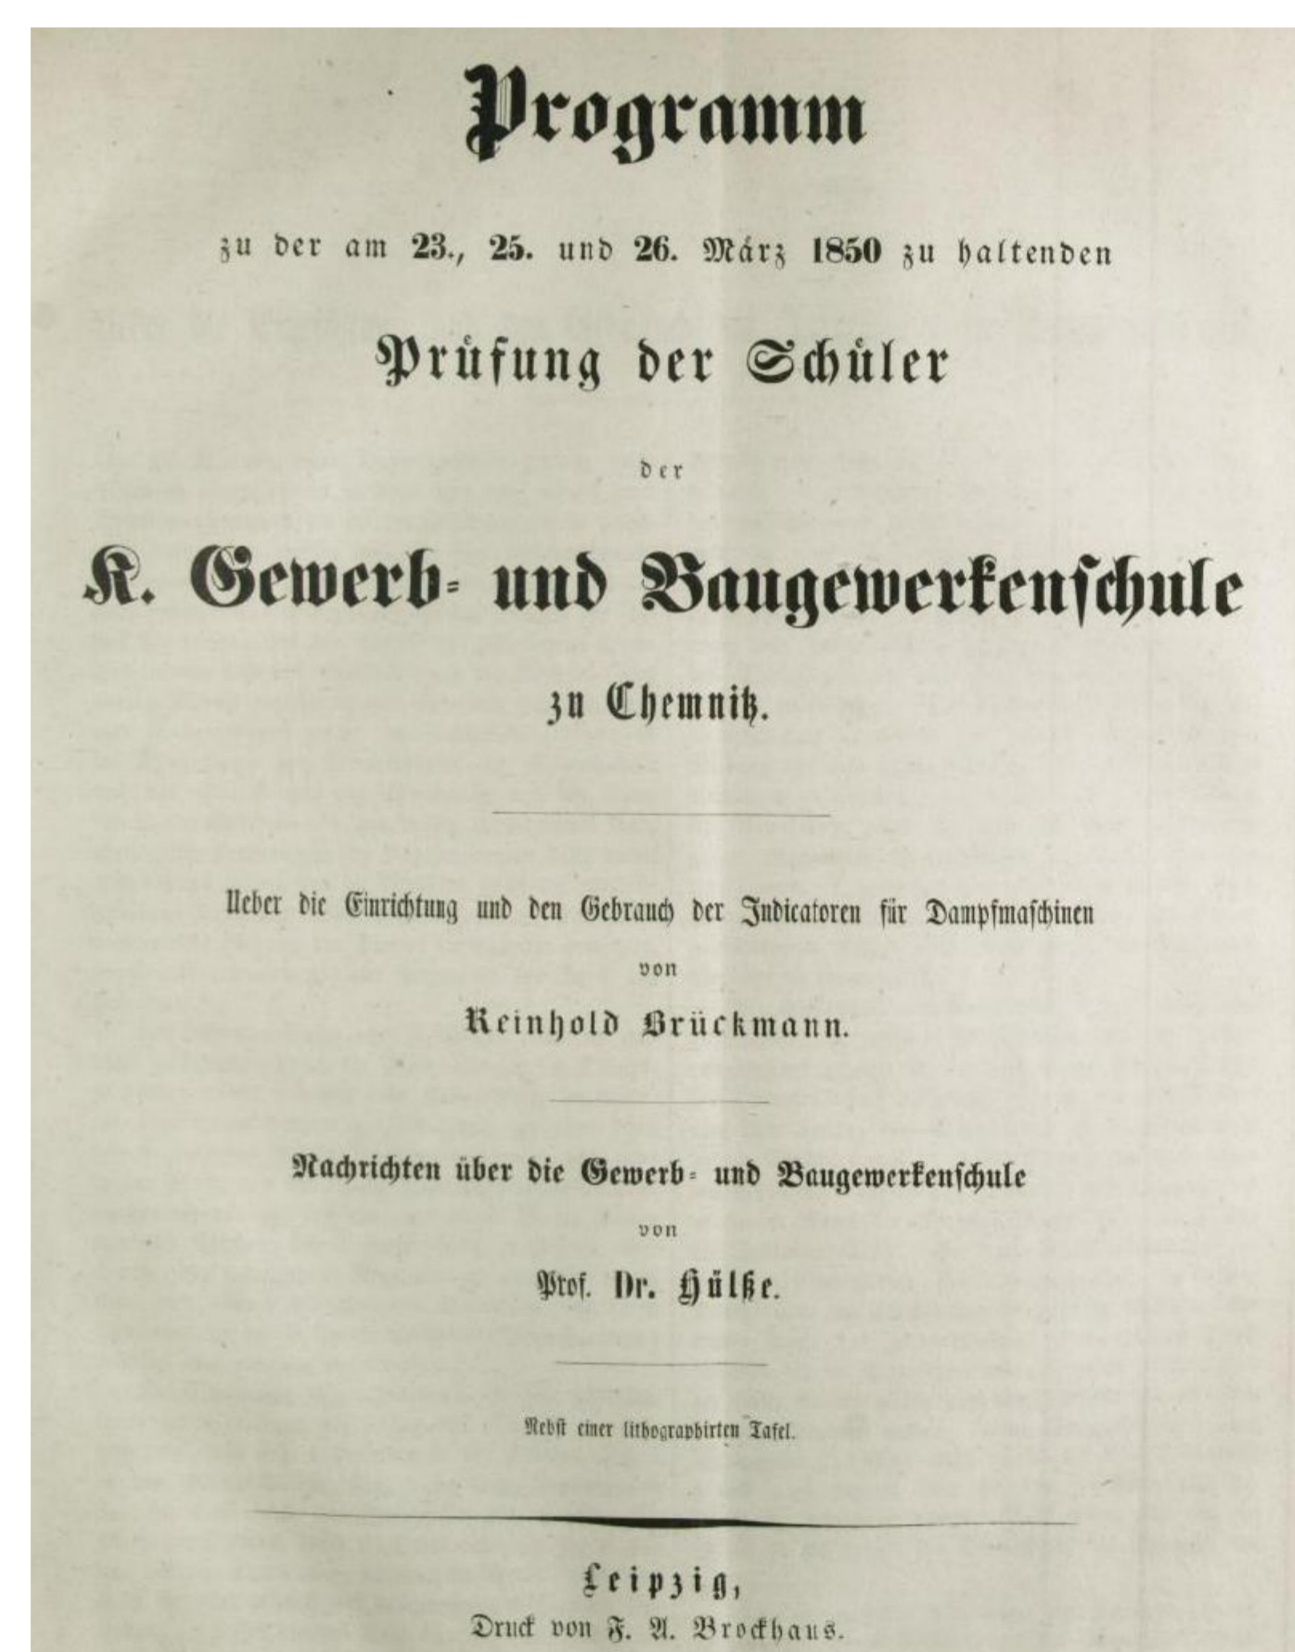 Programm
zu der am 23., 25. und 26. März 1850 zu haltenden
Prüfung der Schüler
der
K. Gewerb- und Baugewerkenschule
zu Chemnitz.
Ueber die Einrichtung und den Gebrauch der Indicatoren für Dampfmaschinen
von
Reinhold Brückmann.
Nachrichten über die Gewerb- und Baugewerkenschule
von
Prof. Dr. Hülße.
Nebst einer lithographirten Tafel.
Leipzig,
Druck von F. A. Brockhaus.